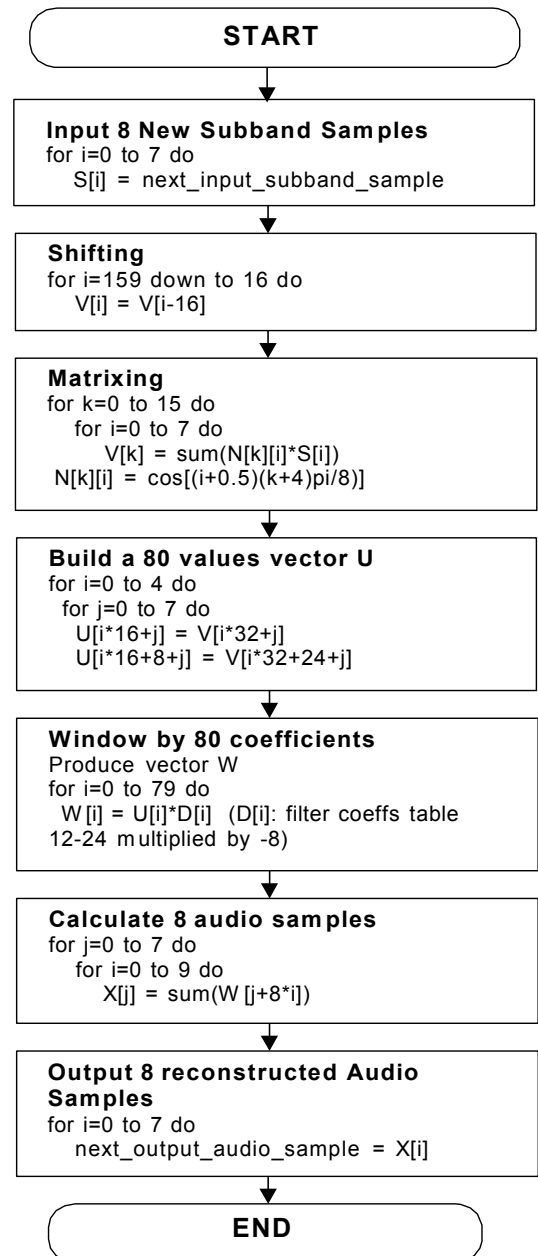 START
Input 8 New Subband Samples
for i=0 to 7 do
S[i] = next_input_subband_sample
Shifting
for i=159 down to 16 do
V[i] = V[i-16]
Matrixing
for k=0 to 15 do
for i=0 to 7 do
V[k] = sum(N[k][i]*S[i])
N[k][i] = cos[(i+0.5)(k+4)pi/8)]
Build a 80 values vector U
for i=0 to 4 do
for j=0 to 7 do
U[i*16+j] = V[i*32+j]
U[i*16+8+j] = V[i*32+24+j]
Window by 80 coefficients
Produce vector W
for i=0 to 79 do
W[i] = U[i]*D[i] (D[i]: filter coeffs table
12-24 multiplied by -8)
Calculate 8 audio samples
for j=0 to 7 do
for i=0 to 9 do
X[j] = sum(W[j+8*i])
Output 8 reconstructed Audio
Samples
for i=0 to 7 do
next_output_audio_sample = X[i]
END